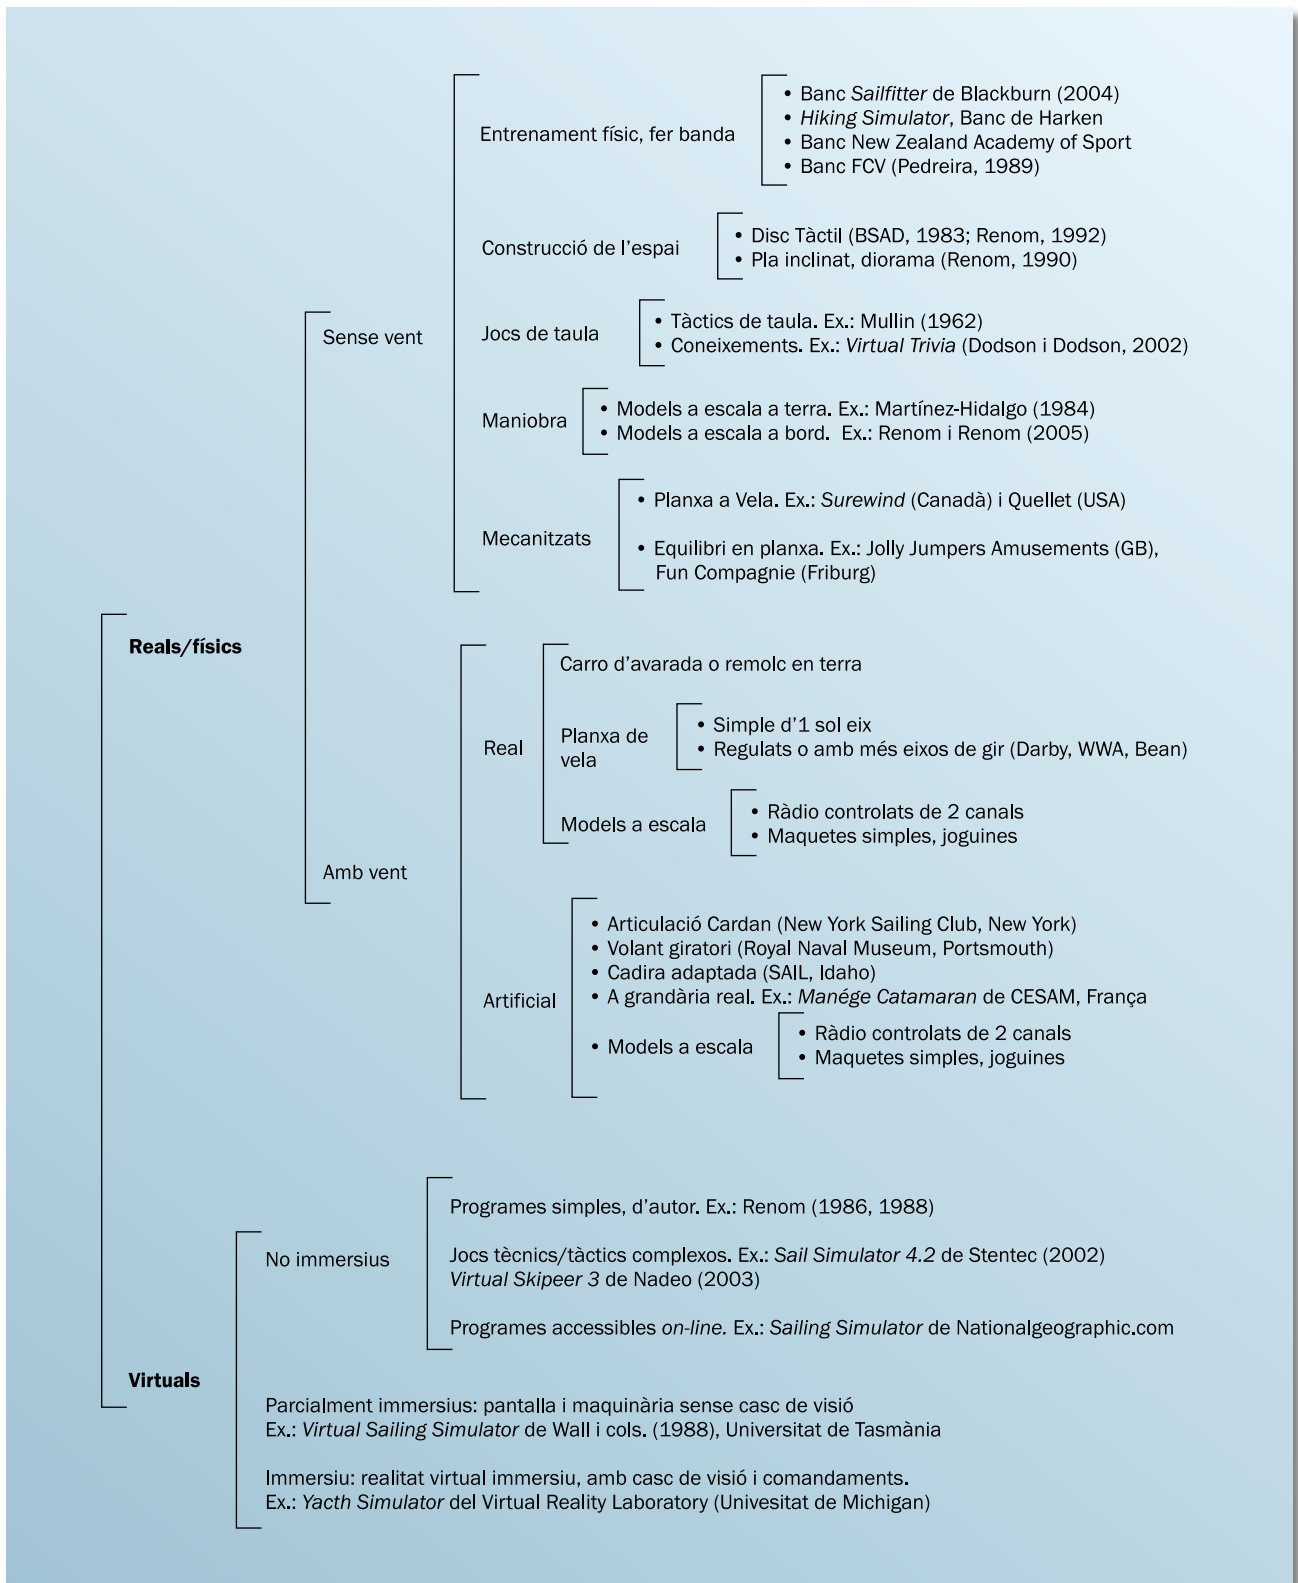 Reals/físics
Sense vent
Entrenament físic, fer banda
• Banc Sailfitter de Blackburn (2004)
• Hiking Simulator, Banc de Harken
• Banc New Zealand Academy of Sport
• Banc FCV (Pedreira, 1989)
Construcció de l'espai
• Disc Tàctil (BSAD, 1983; Renom, 1992)
• Pla inclinat, diorama (Renom, 1990)
Jocs de taula
• Tàctics de taula. Ex.: Mullin (1962)
• Coneixements. Ex.: Virtual Trivia (Dodson i Dodson, 2002)
Maniobra
• Models a escala a terra. Ex.: Martínez-Hidalgo (1984)
• Models a escala a bord. Ex.: Renom i Renom (2005)
Mecanitzats
• Planxa a Vela. Ex.: Surewind (Canadà) i Quellet (USA)
• Equilibri en planxa. Ex.: Jolly Jumpers Amusements (GB),
Fun Compagnie (Friburg)
Amb vent
Real
Carro d'avarada o remolc en terra
Planxa de
vela
• Simple d'1 sol eix
• Regulats o amb més eixos de gir (Darby, WWA, Bean)
Models a escala
• Ràdio controlats de 2 canals
• Maquetes simples, joguines
Artificial
• Articulació Cardan (New York Sailing Club, New York)
• Volant giratori (Royal Naval Museum, Portsmouth)
• Cadira adaptada (SAIL, Idaho)
• A grandària real. Ex.: Manége Catamaran de CESAM, França
• Models a escala
• Ràdio controlats de 2 canals
• Maquetes simples, joguines
Virtuals
No immersius
Programes simples, d'autor. Ex.: Renom (1986, 1988)
Jocs tècnics/tàctics complexos. Ex.: Sail Simulator 4.2 de Stentec (2002)
Virtual Skipeer 3 de Nadeo (2003)
Programes accessibles on-line. Ex.: Sailing Simulator de Nationalgeographic.com
Parcialment immersius: pantalla i maquinària sense casc de visió
Ex.: Virtual Sailing Simulator de Wall i cols. (1988), Universitat de Tasmània
Immersiu: realitat virtual immersiu, amb casc de visió i comandaments.
Ex.: Yacth Simulator del Virtual Reality Laboratory (Univesitat de Michigan)